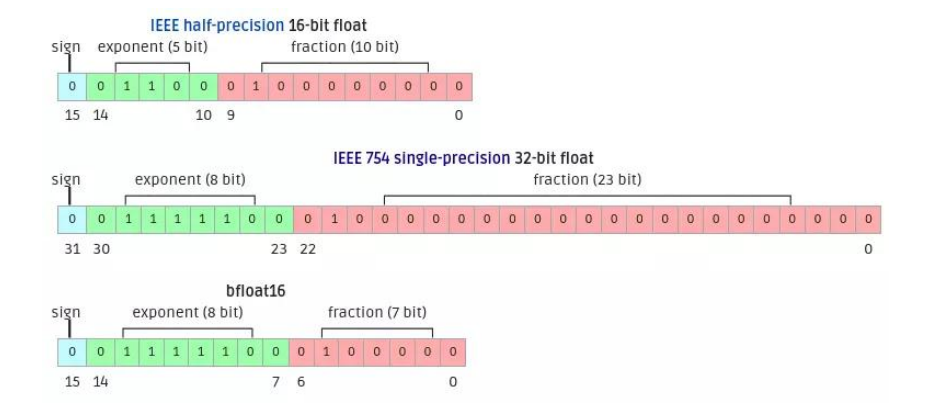 IEEE half-precision 16-bit float
sign exponent (5 bit) fraction (10 bit)
0 0 1 1 0 0 0 1 0 0 0 0 0 0 0 0
15 14 10 9 0
IEEE 754 single-precision 32-bit float
sign exponent (8 bit) fraction (23 bit)
0 0 1 1 1 1 1 0 0 0 1 0 0 0 0 0 0 0 0 0 0 0 0 0 0 0 0 0 0 0 0 0
31 30 23 22 0
bfloat16
sign exponent (8 bit) fraction (7 bit)
0 0 1 1 1 1 1 0 0 0 1 0 0 0 0 0
15 14 7 6 0